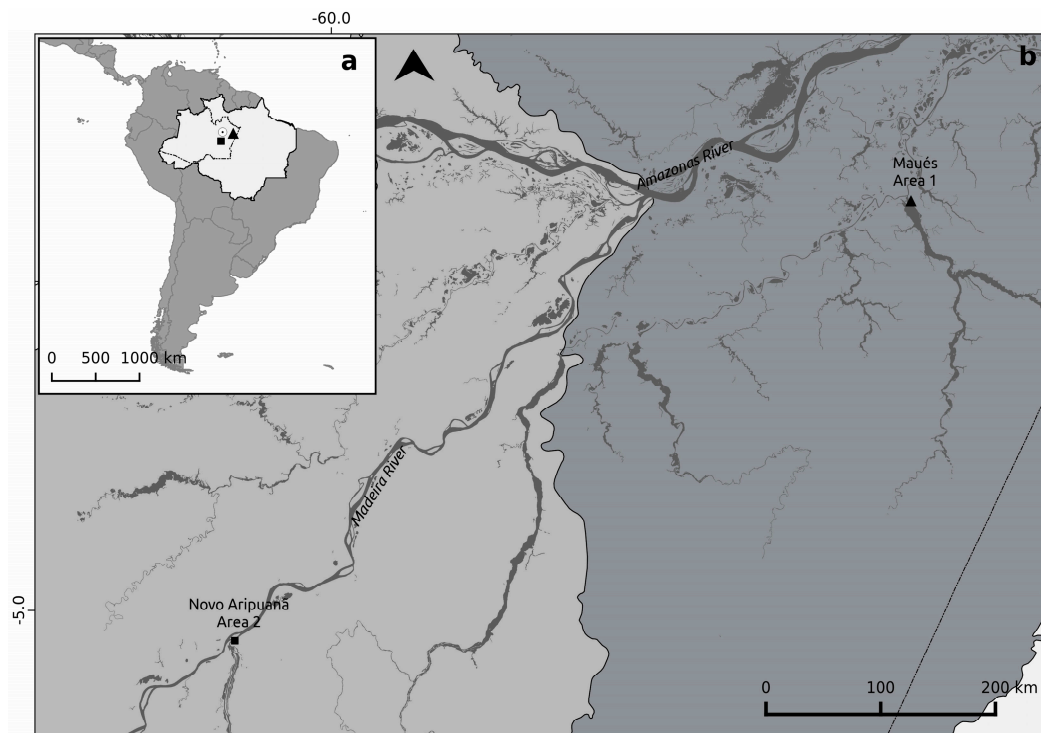 -60.0
a
b
Amazonas River
Maués
Area 1
0 500 1000 km
Madeira River
-5.0
Novo Aripuanã
Area 2
0 100 200 km